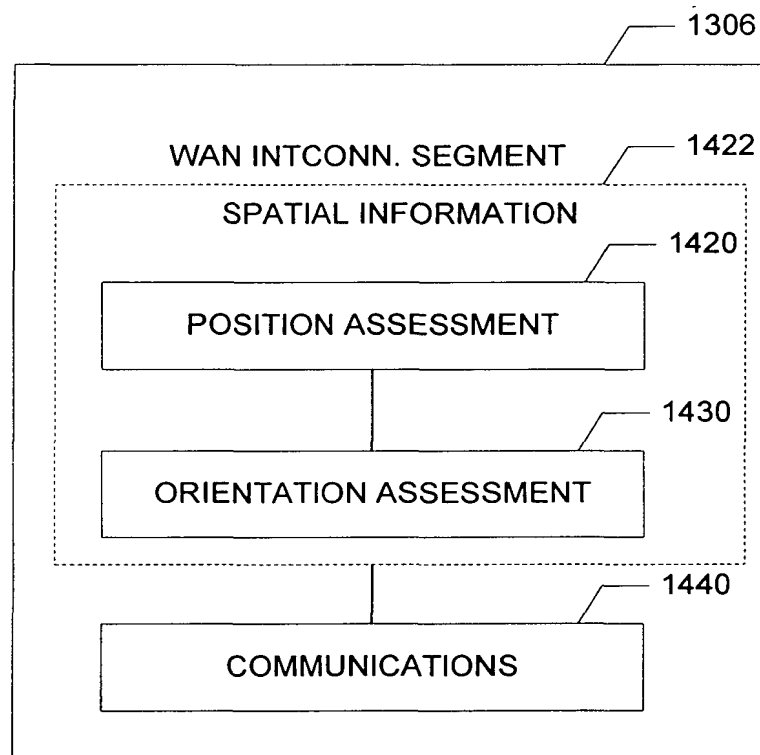 1306
WAN INTCONN. SEGMENT
1422
SPATIAL INFORMATION
1420
POSITION ASSESSMENT
1430
ORIENTATION ASSESSMENT
1440
COMMUNICATIONS